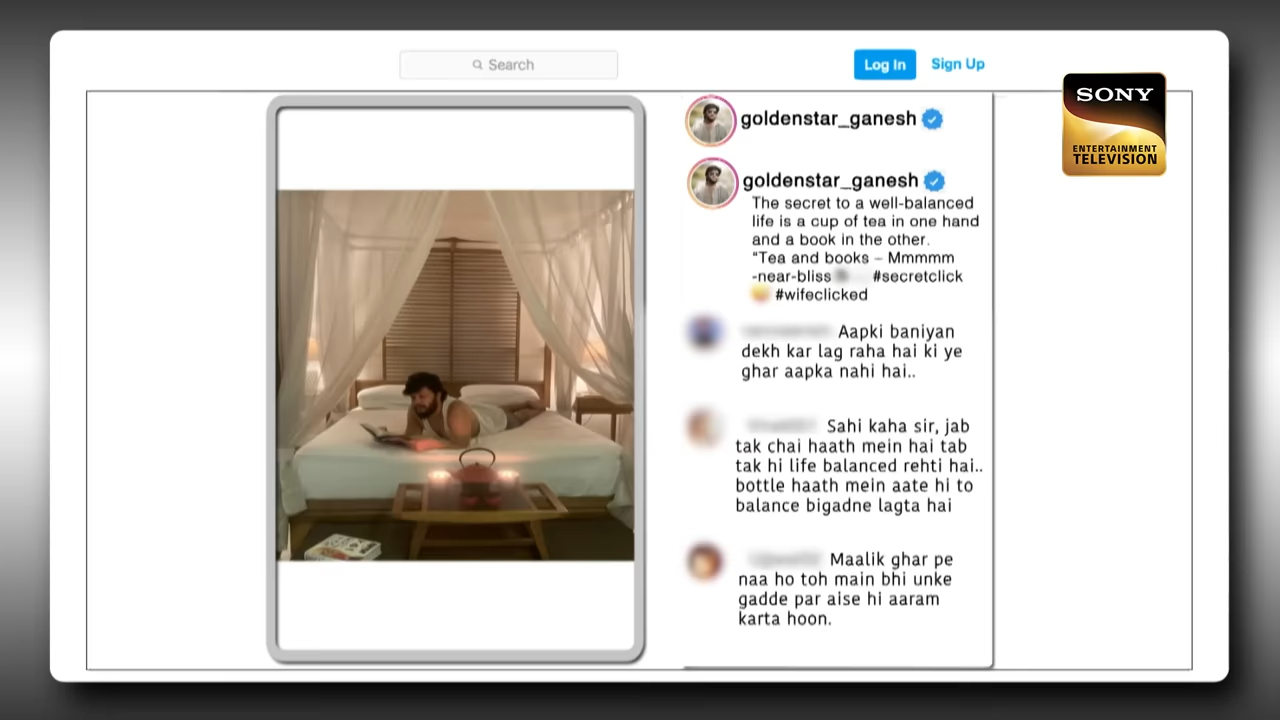 Search
Log In
Sign Up
SONY
ENTERTAINMENT
TELEVISION
goldenstar_ganesh
goldenstar_ganesh
The secret to a well-balanced
life is a cup of tea in one hand
and a book in the other.
"Tea and books – Mmmmm
-near-bliss #secretclick
#wifeclicked
Aapki baniyan
dekh kar lag raha hai ki ye
ghar aapka nahi hai..
Sahi kaha sir, jab
tak chai haath mein hai tab
tak hi life balanced rehti hai..
bottle haath mein aate hi to
balance bigadne lagta hai
Maalik ghar pe
naa ho toh main bhi unke
gadde par aise hi aaram
karta hoon.